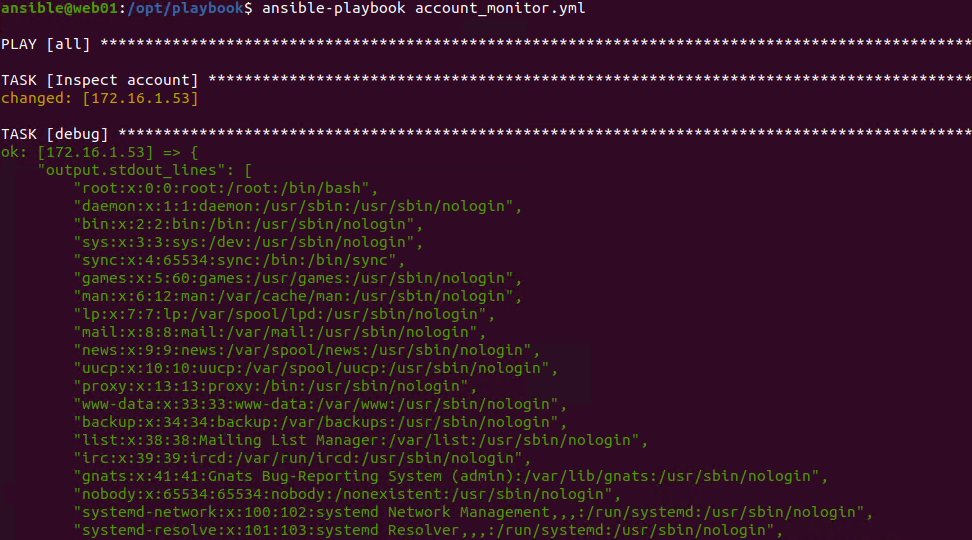 ansible@web01:/opt/playbook$ ansible-playbook account_monitor.yml
PLAY [all] *************************************************************************************************
TASK [Inspect account] *************************************************************************************
changed: [172.16.1.53]
TASK [debug] ***********************************************************************************************
ok: [172.16.1.53] => {
    "output.stdout_lines": [
        "root:x:0:0:root:/root:/bin/bash",
        "daemon:x:1:1:daemon:/usr/sbin:/usr/sbin/nologin",
        "bin:x:2:2:bin:/bin:/usr/sbin/nologin",
        "sys:x:3:3:sys:/dev:/usr/sbin/nologin",
        "sync:x:4:65534:sync:/bin:/bin/sync",
        "games:x:5:60:games:/usr/games:/usr/sbin/nologin",
        "man:x:6:12:man:/var/cache/man:/usr/sbin/nologin",
        "lp:x:7:7:lp:/var/spool/lpd:/usr/sbin/nologin",
        "mail:x:8:8:mail:/var/mail:/usr/sbin/nologin",
        "news:x:9:9:news:/var/spool/news:/usr/sbin/nologin",
        "uucp:x:10:10:uucp:/var/spool/uucp:/usr/sbin/nologin",
        "proxy:x:13:13:proxy:/bin:/usr/sbin/nologin",
        "www-data:x:33:33:www-data:/var/www:/usr/sbin/nologin",
        "backup:x:34:34:backup:/var/backups:/usr/sbin/nologin",
        "list:x:38:38:Mailing List Manager:/var/list:/usr/sbin/nologin",
        "irc:x:39:39:ircd:/var/run/ircd:/usr/sbin/nologin",
        "gnats:x:41:41:Gnats Bug-Reporting System (admin):/var/lib/gnats:/usr/sbin/nologin",
        "nobody:x:65534:65534:nobody:/nonexistent:/usr/sbin/nologin",
        "systemd-network:x:100:102:systemd Network Management,,,:/run/systemd:/usr/sbin/nologin",
        "systemd-resolve:x:101:103:systemd Resolver,,,:/run/systemd:/usr/sbin/nologin",